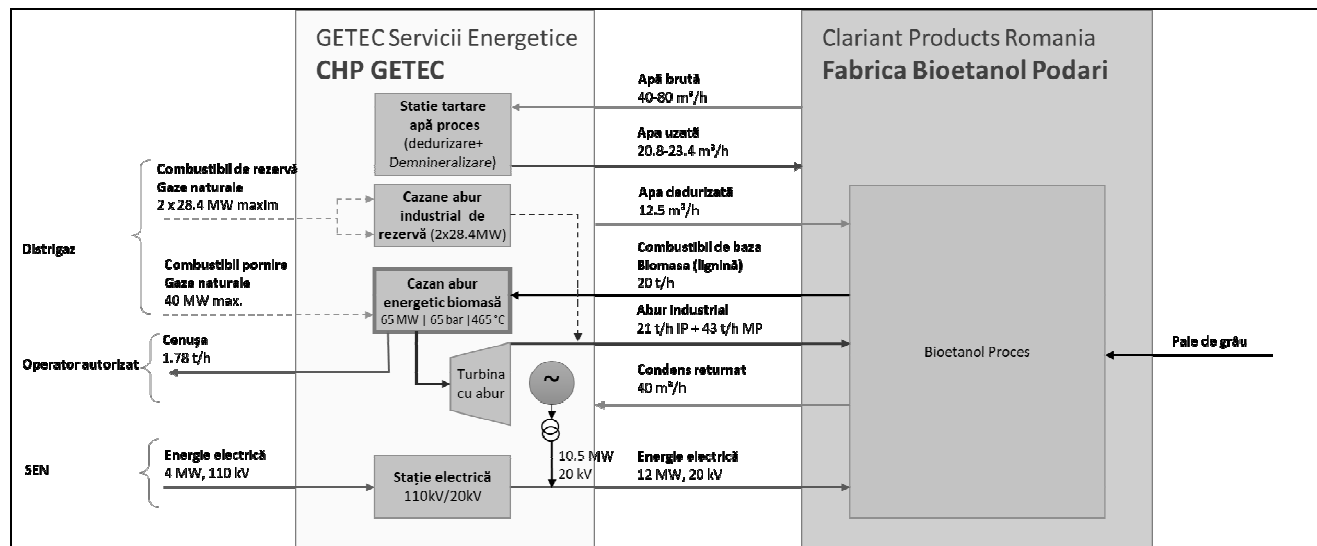 GETEC Servicii Energetice
CHP GETEC
Clariant Products Romania
Fabrica Bioetanol Podari
Statie tartare
apă proces
(dedurizare+
Demnineralizare)
Apă brută
40-80 m³/h
Apa uzată
20.8-23.4 m³/h
Combustibil de rezervă
Gaze naturale
2 x 28.4 MW maxim
Cazane abur
industrial de
rezervă (2x28.4MW)
Apa dedurizată
12.5 m³/h
Distrigaz
Combustibil pornire
Gaze naturale
40 MW max.
Cazan abur
energetic biomasă
65 MW | 65 bar |465 °C
Combustibil de baza
Biomasa (lignină)
20 t/h
Abur industrial
21 t/h IP + 43 t/h MP
Bioetanol Proces
Paie de grâu
Operator autorizat
Cenușa
1.78 t/h
Turbina
cu abur
~
Condens returnat
40 m³/h
SEN
Energie electrică
4 MW, 110 kV
Stație electrică
110kV/20kV
10.5 MW
20 kV
Energie electrică
12 MW, 20 kV